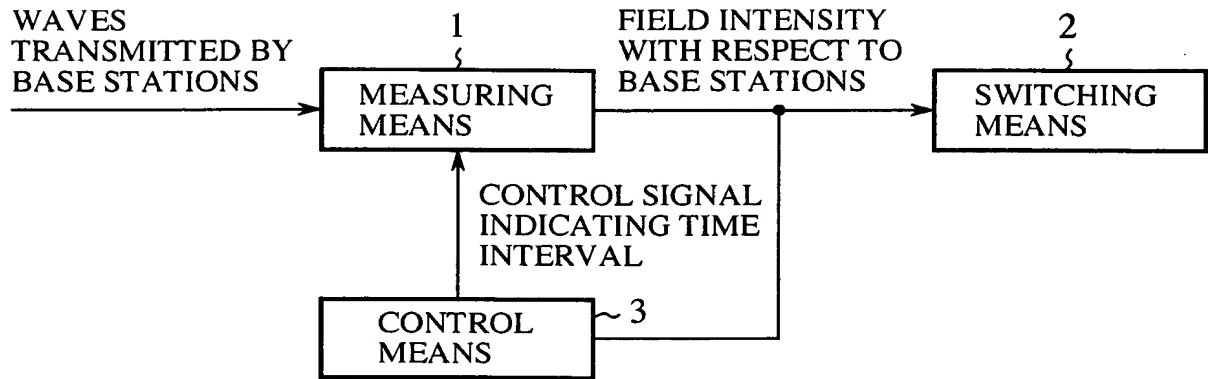 WAVES
TRANSMITTED BY
BASE STATIONS
1
MEASURING
MEANS
FIELD INTENSITY
WITH RESPECT TO
BASE STATIONS
2
SWITCHING
MEANS
CONTROL SIGNAL
INDICATING TIME
INTERVAL
CONTROL
MEANS
3